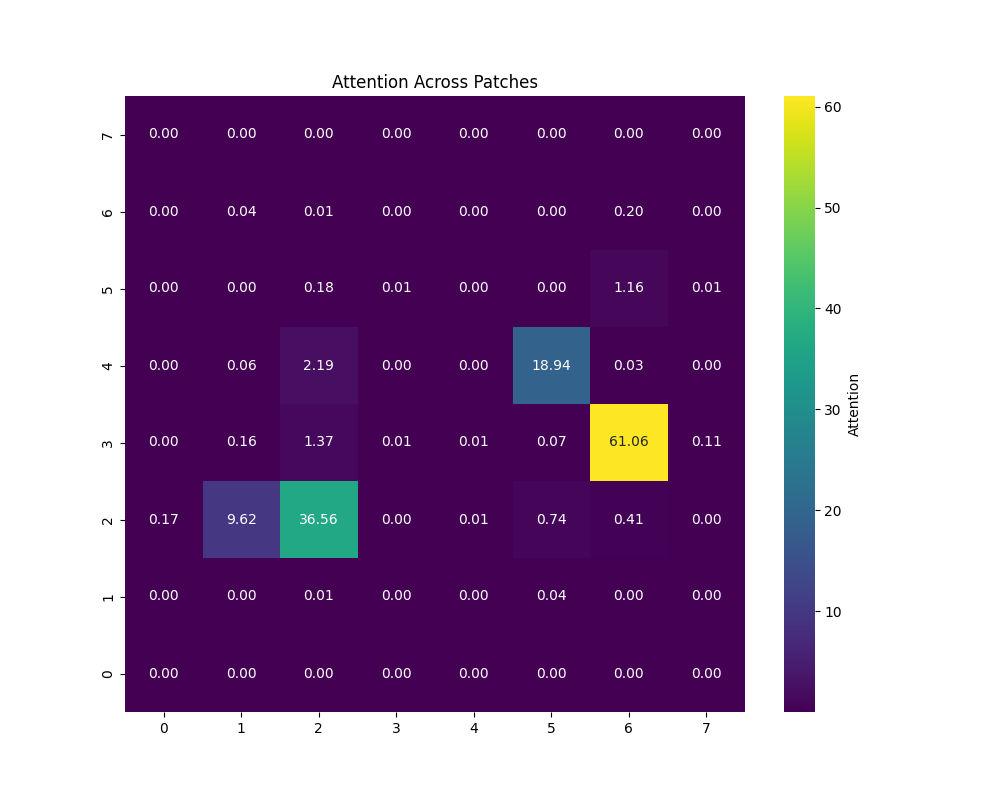 Attention Across Patches
7 0.00 0.00 0.00 0.00 0.00 0.00 0.00 0.00
6 0.00 0.04 0.01 0.00 0.00 0.00 0.20 0.00
5 0.00 0.00 0.18 0.01 0.00 0.00 1.16 0.01
4 0.00 0.06 2.19 0.00 0.00 18.94 0.03 0.00
3 0.00 0.16 1.37 0.01 0.01 0.07 61.06 0.11
2 0.17 9.62 36.56 0.00 0.01 0.74 0.41 0.00
1 0.00 0.00 0.01 0.00 0.00 0.04 0.00 0.00
0 0.00 0.00 0.00 0.00 0.00 0.00 0.00 0.00
0 1 2 3 4 5 6 7
60
50
40
30
20
10
Attention